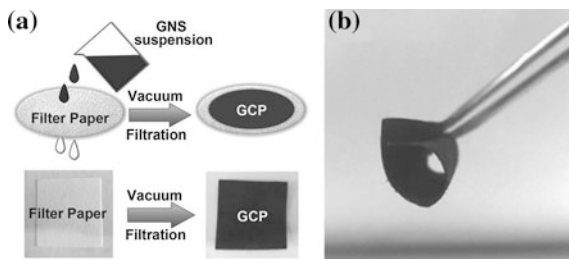 (a)
GNS
suspension
Filter Paper
Vacuum
Filtration
GCP
Filter Paper
Vacuum
Filtration
GCP
(b)